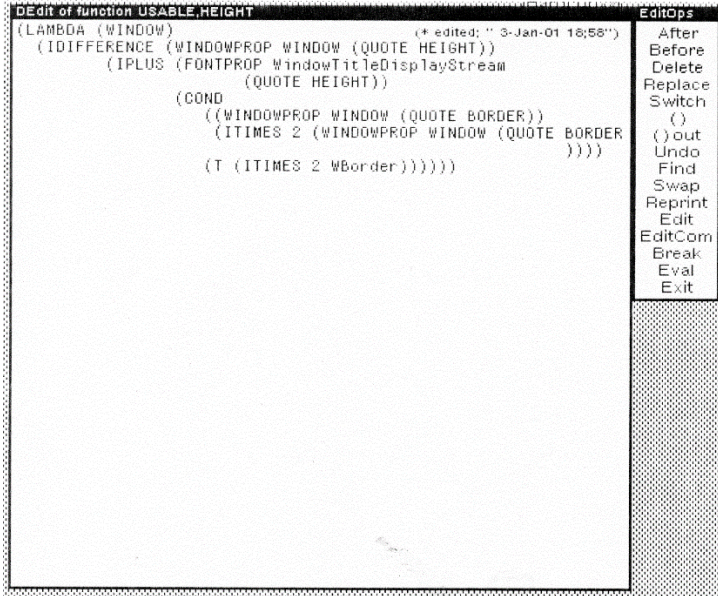 DEdit of function USABLE,HEIGHT
(LAMBDA (WINDOW) (* edited; " 3-Jan-01 18;58")
(IDIFFERENCE (WINDOWPROP WINDOW (QUOTE HEIGHT))
(IPLUS (FONTPROP WindowTitleDisplayStream
(QUOTE HEIGHT))
(COND
((WINDOWPROP WINDOW (QUOTE BORDER))
(ITIMES 2 (WINDOWPROP WINDOW (QUOTE BORDER
))))
(T (ITIMES 2 WBorder))))))
EditOps
After
Before
Delete
Replace
Switch
()
() out
Undo
Find
Swap
Reprint
Edit
EditCom
Break
Eval
Exit